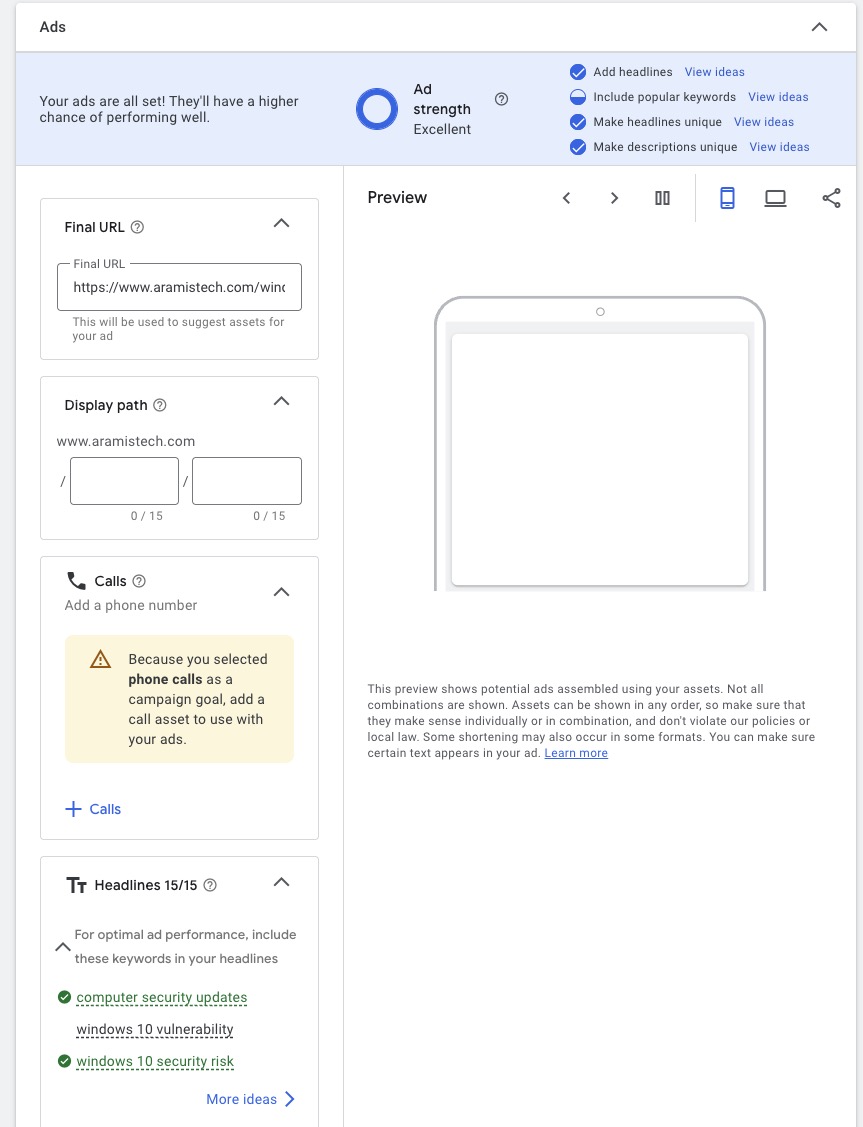 Ads
Your ads are all set! They'll have a higher
chance of performing well.
Ad
strength
Excellent
Add headlines View ideas
Include popular keywords View ideas
Make headlines unique View ideas
Make descriptions unique View ideas
Final URL
Final URL
https://www.aramistech.com/wind
This will be used to suggest assets for
your ad
Display path
www.aramistech.com
/ /
0 / 15 0 / 15
Calls
Add a phone number
Because you selected
phone calls as a
campaign goal, add a
call asset to use with
your ads.
+ Calls
Headlines 15/15
For optimal ad performance, include
these keywords in your headlines
computer security updates
windows 10 vulnerability
windows 10 security risk
More ideas
Preview
This preview shows potential ads assembled using your assets. Not all
combinations are shown. Assets can be shown in any order, so make sure that
they make sense individually or in combination, and don't violate our policies or
local law. Some shortening may also occur in some formats. You can make sure
certain text appears in your ad. Learn more